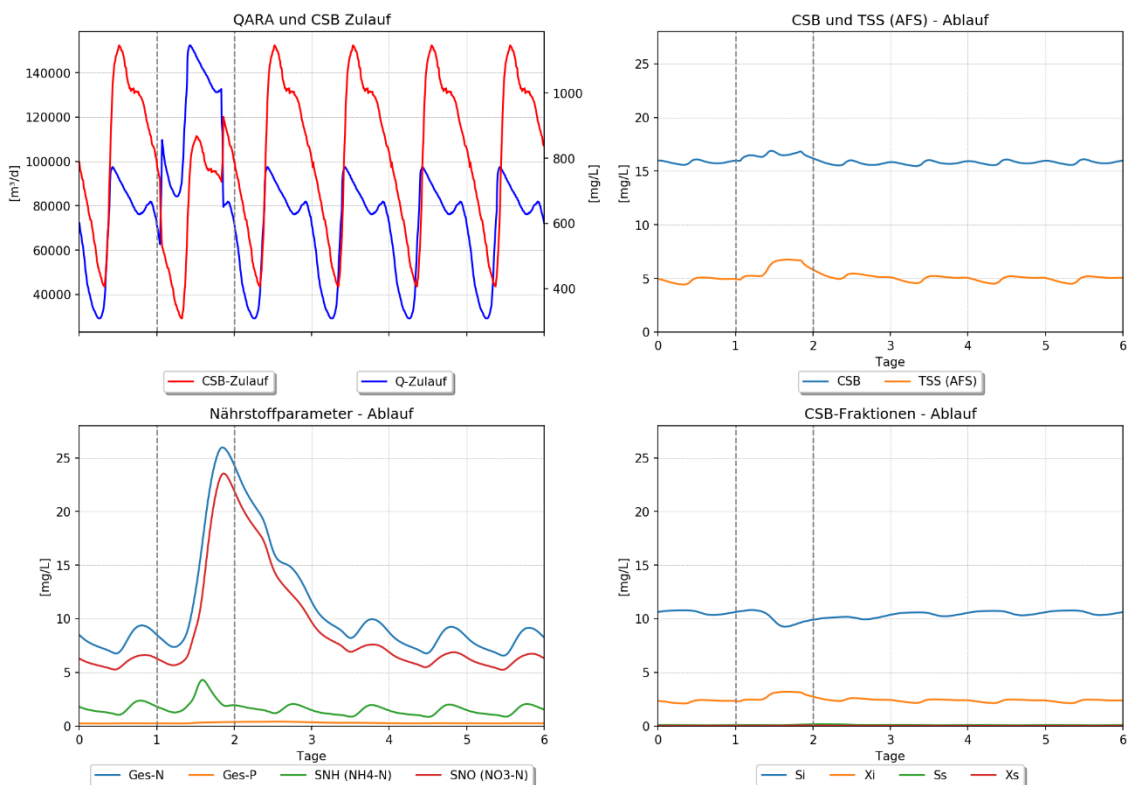 QARA und CSB Zulauf
140000
120000
100000
80000
60000
40000
[m³/d]
1000
800
600
400
[mg/L]
CSB-Zulauf
Q-Zulauf
CSB und TSS (AFS) - Ablauf
25
20
15
10
5
0
[mg/L]
0 1 2 3 4 5 6
Tage
CSB
TSS (AFS)
Nährstoffparameter - Ablauf
25
20
15
10
5
0
[mg/L]
0 1 2 3 4 5 6
Tage
Ges-N
Ges-P
SNH (NH4-N)
SNO (NO3-N)
CSB-Fraktionen - Ablauf
25
20
15
10
5
0
[mg/L]
0 1 2 3 4 5 6
Tage
Si
Xi
Ss
Xs